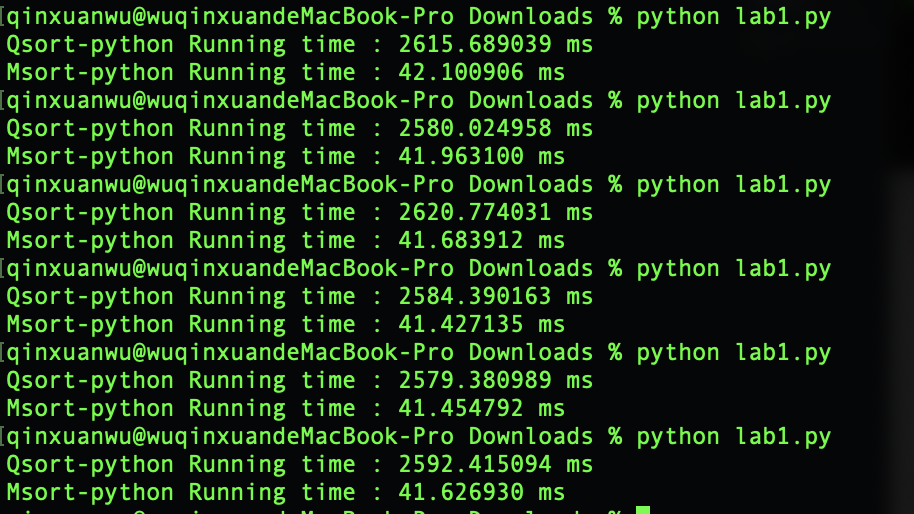 qinxuanwu@wuqinxuandeMacBook-Pro Downloads % python lab1.py
Qsort-python Running time : 2615.689039 ms
Msort-python Running time : 42.100906 ms
qinxuanwu@wuqinxuandeMacBook-Pro Downloads % python lab1.py
Qsort-python Running time : 2580.024958 ms
Msort-python Running time : 41.963100 ms
qinxuanwu@wuqinxuandeMacBook-Pro Downloads % python lab1.py
Qsort-python Running time : 2620.774031 ms
Msort-python Running time : 41.683912 ms
qinxuanwu@wuqinxuandeMacBook-Pro Downloads % python lab1.py
Qsort-python Running time : 2584.390163 ms
Msort-python Running time : 41.427135 ms
qinxuanwu@wuqinxuandeMacBook-Pro Downloads % python lab1.py
Qsort-python Running time : 2579.380989 ms
Msort-python Running time : 41.454792 ms
qinxuanwu@wuqinxuandeMacBook-Pro Downloads % python lab1.py
Qsort-python Running time : 2592.415094 ms
Msort-python Running time : 41.626930 ms